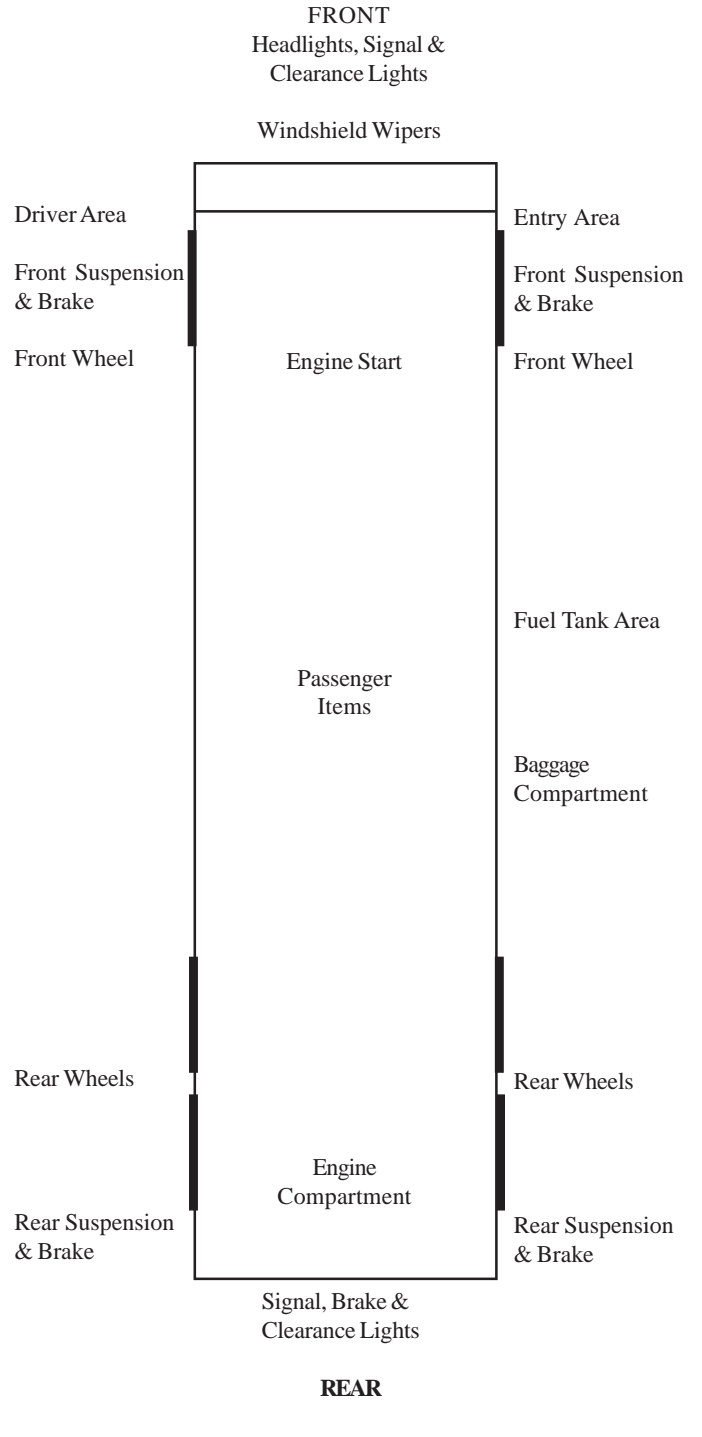 FRONT
Headlights, Signal &
Clearance Lights
Windshield Wipers
Driver Area
Entry Area
Front Suspension
& Brake
Front Suspension
& Brake
Front Wheel
Engine Start
Front Wheel
Fuel Tank Area
Passenger
Items
Baggage
Compartment
Rear Wheels
Rear Wheels
Engine
Compartment
Rear Suspension
& Brake
Rear Suspension
& Brake
Signal, Brake &
Clearance Lights
REAR